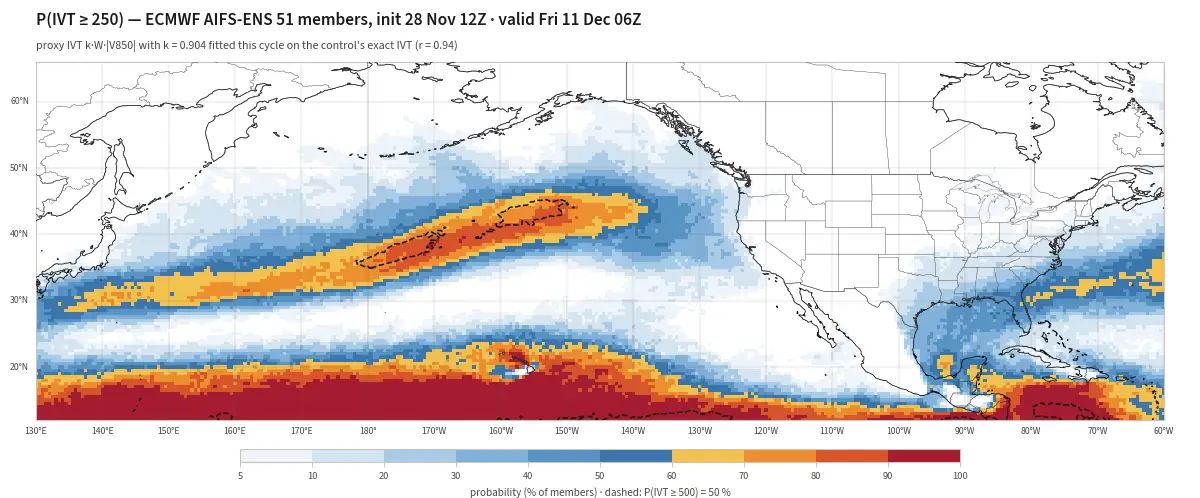 P(IVT ≥ 250) — ECMWF AIFS-ENS 51 members, init 28 Nov 12Z · valid Fri 11 Dec 06Z
proxy IVT k·W·|V850| with k = 0.904 fitted this cycle on the control's exact IVT (r = 0.94)
60°N
50°N
40°N
30°N
20°N
130°E 140°E 150°E 160°E 170°E 180° 170°W 160°W 150°W 140°W 130°W 120°W 110°W 100°W 90°W 80°W 70°W 60°W
5 10 20 30 40 50 60 70 80 90 100
probability (% of members) · dashed: P(IVT ≥ 500) = 50 %